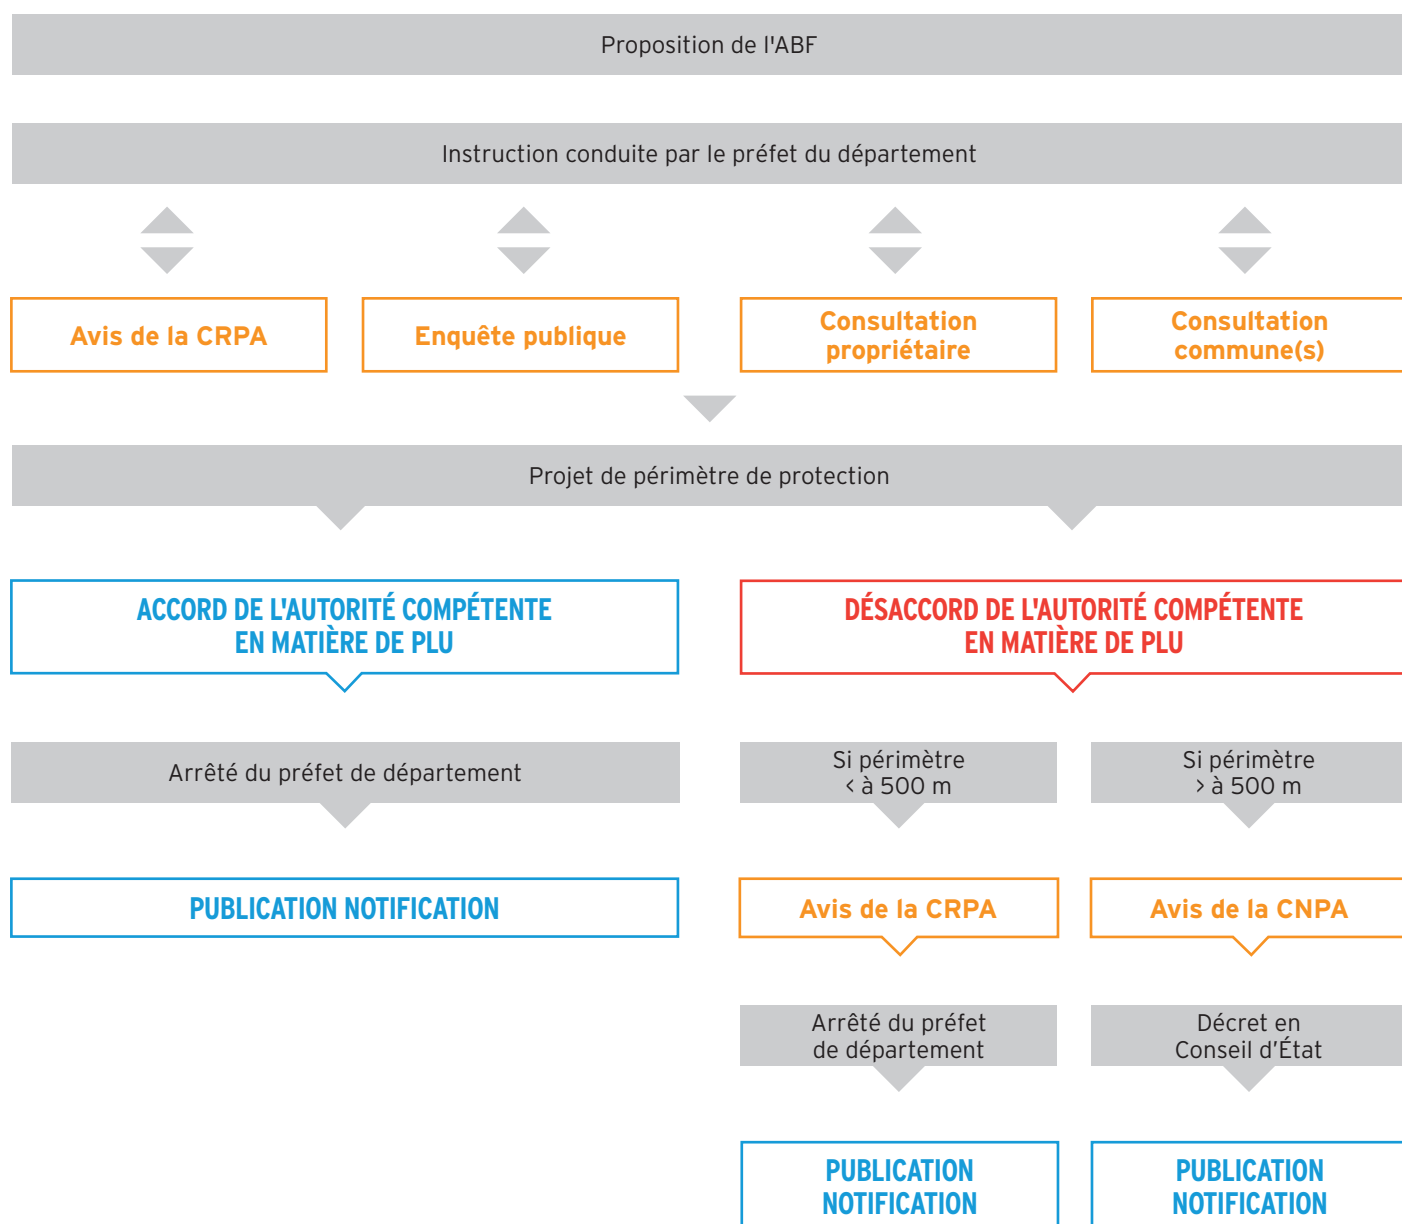 Proposition de l'ABF
Instruction conduite par le préfet du département
Avis de la CRPA
Enquête publique
Consultation
propriétaire
Consultation
commune(s)
Projet de périmètre de protection
ACCORD DE L'AUTORITÉ COMPÉTENTE
EN MATIÈRE DE PLU
DÉSACCORD DE L'AUTORITÉ COMPÉTENTE
EN MATIÈRE DE PLU
Arrêté du préfet de département
Si périmètre
< à 500 m
Si périmètre
> à 500 m
PUBLICATION NOTIFICATION
Avis de la CRPA
Avis de la CNPA
Arrêté du préfet
de département
Décret en
Conseil d’État
PUBLICATION
NOTIFICATION
PUBLICATION
NOTIFICATION